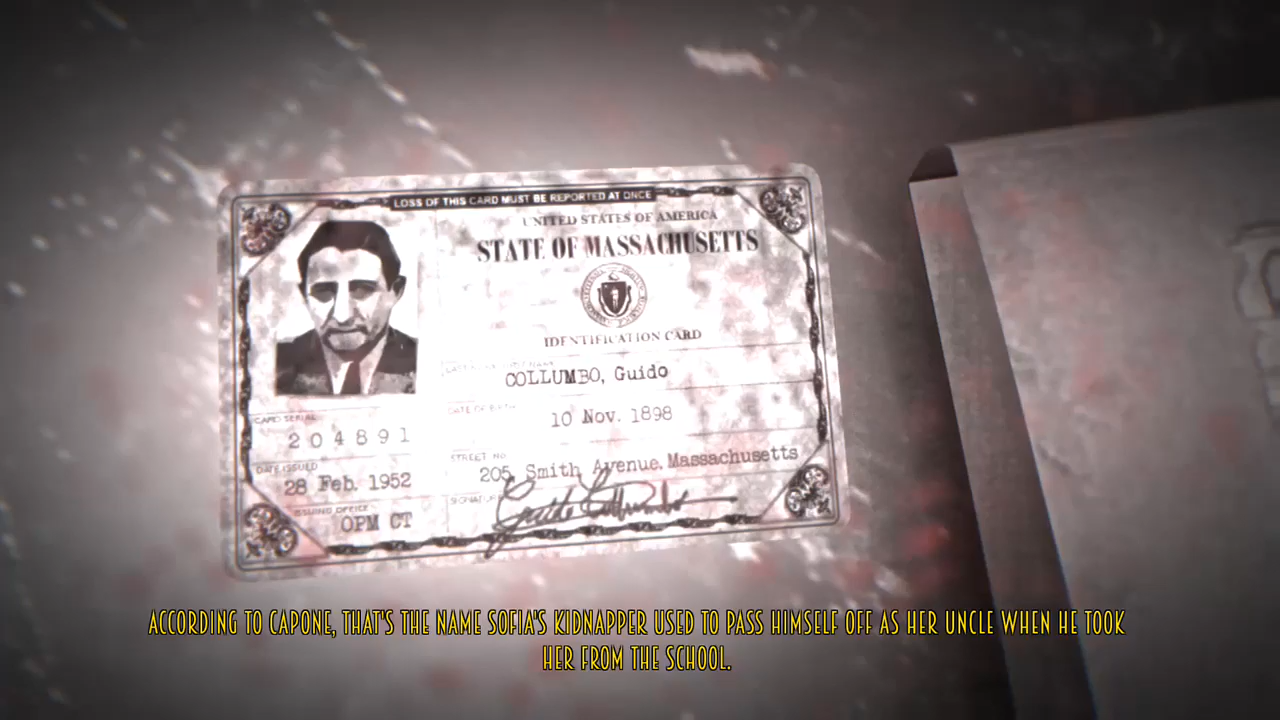 LOSS OF THIS CARD MUST BE REPORTED AT ONCE
UNITED STATES OF AMERICA
STATE OF MASSACHUSETTS
IDENTIFICATION CARD
COLLUMBO, Guido
DATE OF BIRTH
10 Nov. 1898
STREET NO.
205, Smith Avenue, Massachusetts
SIGNATURE
Guido Collumbo
CARD SERIAL
204891
DATE ISSUED
28 Feb. 1952
ISSUING OFFICE
OPM CT
ACCORDING TO CAPONE, THAT'S THE NAME SOFIA'S KIDNAPPER USED TO PASS HIMSELF OFF AS HER UNCLE WHEN HE TOOK
HER FROM THE SCHOOL.